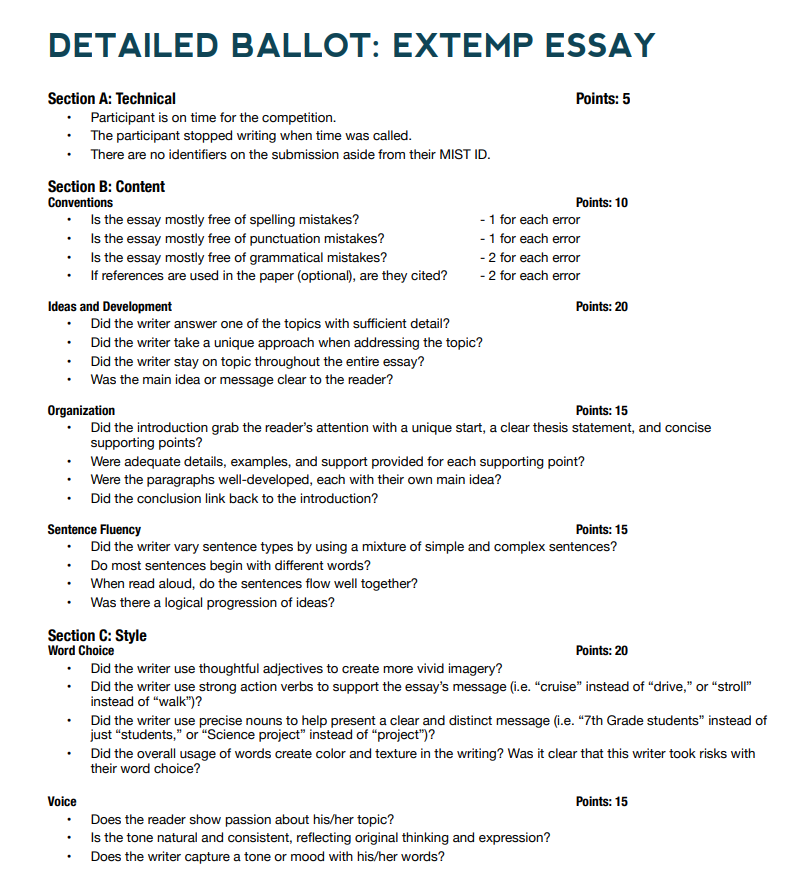 DETAILED BALLOT: EXTEMP ESSAY
Section A: Technical Points: 5
• Participant is on time for the competition.
• The participant stopped writing when time was called.
• There are no identifiers on the submission aside from their MIST ID.
Section B: Content
Conventions Points: 10
• Is the essay mostly free of spelling mistakes? - 1 for each error
• Is the essay mostly free of punctuation mistakes? - 1 for each error
• Is the essay mostly free of grammatical mistakes? - 2 for each error
• If references are used in the paper (optional), are they cited? - 2 for each error
Ideas and Development Points: 20
• Did the writer answer one of the topics with sufficient detail?
• Did the writer take a unique approach when addressing the topic?
• Did the writer stay on topic throughout the entire essay?
• Was the main idea or message clear to the reader?
Organization Points: 15
• Did the introduction grab the reader's attention with a unique start, a clear thesis statement, and concise
supporting points?
• Were adequate details, examples, and support provided for each supporting point?
• Were the paragraphs well-developed, each with their own main idea?
• Did the conclusion link back to the introduction?
Sentence Fluency Points: 15
• Did the writer vary sentence types by using a mixture of simple and complex sentences?
• Do most sentences begin with different words?
• When read aloud, do the sentences flow well together?
• Was there a logical progression of ideas?
Section C: Style
Word Choice Points: 20
• Did the writer use thoughtful adjectives to create more vivid imagery?
• Did the writer use strong action verbs to support the essay's message (i.e. “cruise” instead of “drive,” or “stroll”
instead of “walk”)?
• Did the writer use precise nouns to help present a clear and distinct message (i.e. “7th Grade students” instead of
just “students,” or “Science project” instead of “project”)?
• Did the overall usage of words create color and texture in the writing? Was it clear that this writer took risks with
their word choice?
Voice Points: 15
• Does the reader show passion about his/her topic?
• Is the tone natural and consistent, reflecting original thinking and expression?
• Does the writer capture a tone or mood with his/her words?